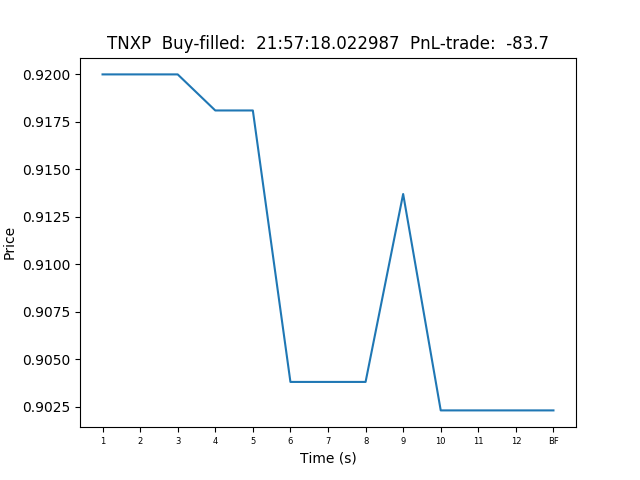 TNXP  Buy-filled:  21:57:18.022987  PnL-trade:  -83.7
0.9200
0.9175
0.9150
0.9125
0.9100
0.9075
0.9050
0.9025
Price
1 2 3 4 5 6 7 8 9 10 11 12 BF
Time (s)